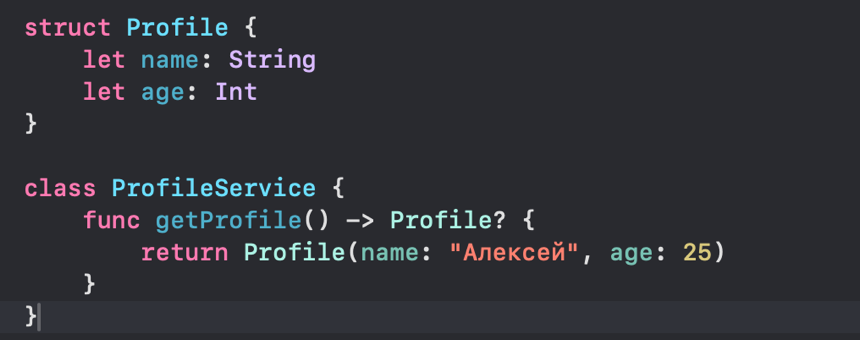 struct Profile {
    let name: String
    let age: Int
}

class ProfileService {
    func getProfile() -> Profile? {
        return Profile(name: "Алексей", age: 25)
    }
}